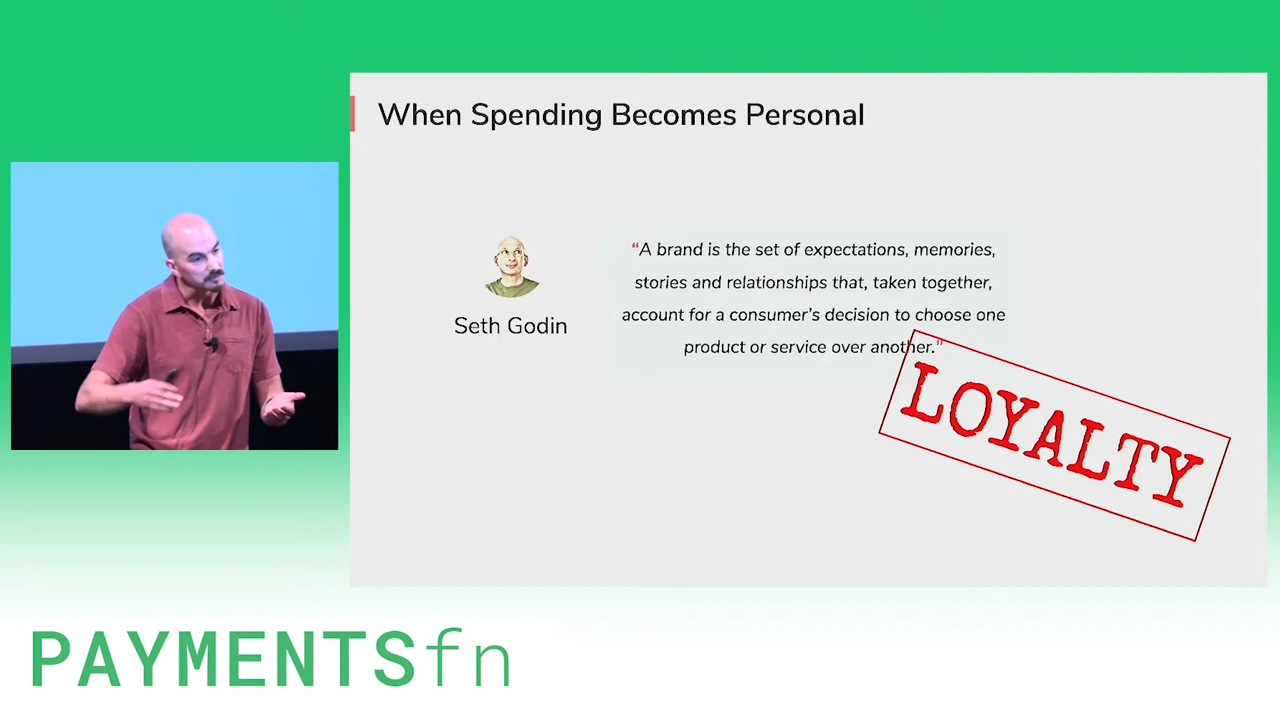 When Spending Becomes Personal
“A brand is the set of expectations, memories,
stories and relationships that, taken together,
account for a consumer’s decision to choose one
product or service over another.”
Seth Godin
LOYALTY
PAYMENTSfn